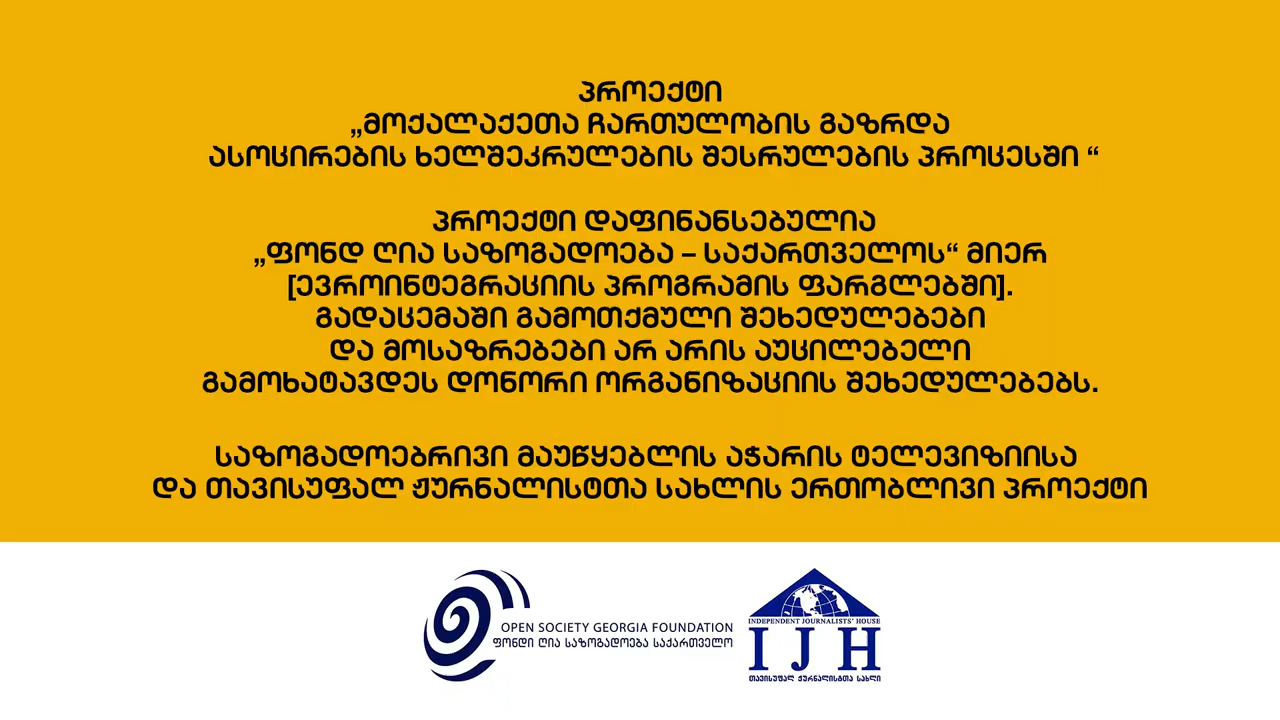 პროექტი
„მოქალაქეთა ჩართულობის გაზრდა
ასოცირების ხელშეკრულების შესრულების პროცესში “
პროექტი დაფინანსებულია
„ფონდ ღია საზოგადოება – საქართველოს“ მიერ
[ევროინტეგრაციის პროგრამის ფარგლებში].
გადაცემაში გამოთქმული შეხედულებები
და მოსაზრებები არ არის აუცილებელი
გამოხატავდეს დონორი ორგანიზაციის შეხედულებებს.
საზოგადოებრივი მაუწყებლის აჭარის ტელევიზიისა
და თავისუფალ ჟურნალისტთა სახლის ერთობლივი პროექტი
OPEN SOCIETY GEORGIA FOUNDATION
ფონდი ღია საზოგადოება საქართველო
INDEPENDENT JOURNALISTS' HOUSE
IJH
თავისუფალ ჟურნალისტთა სახლი